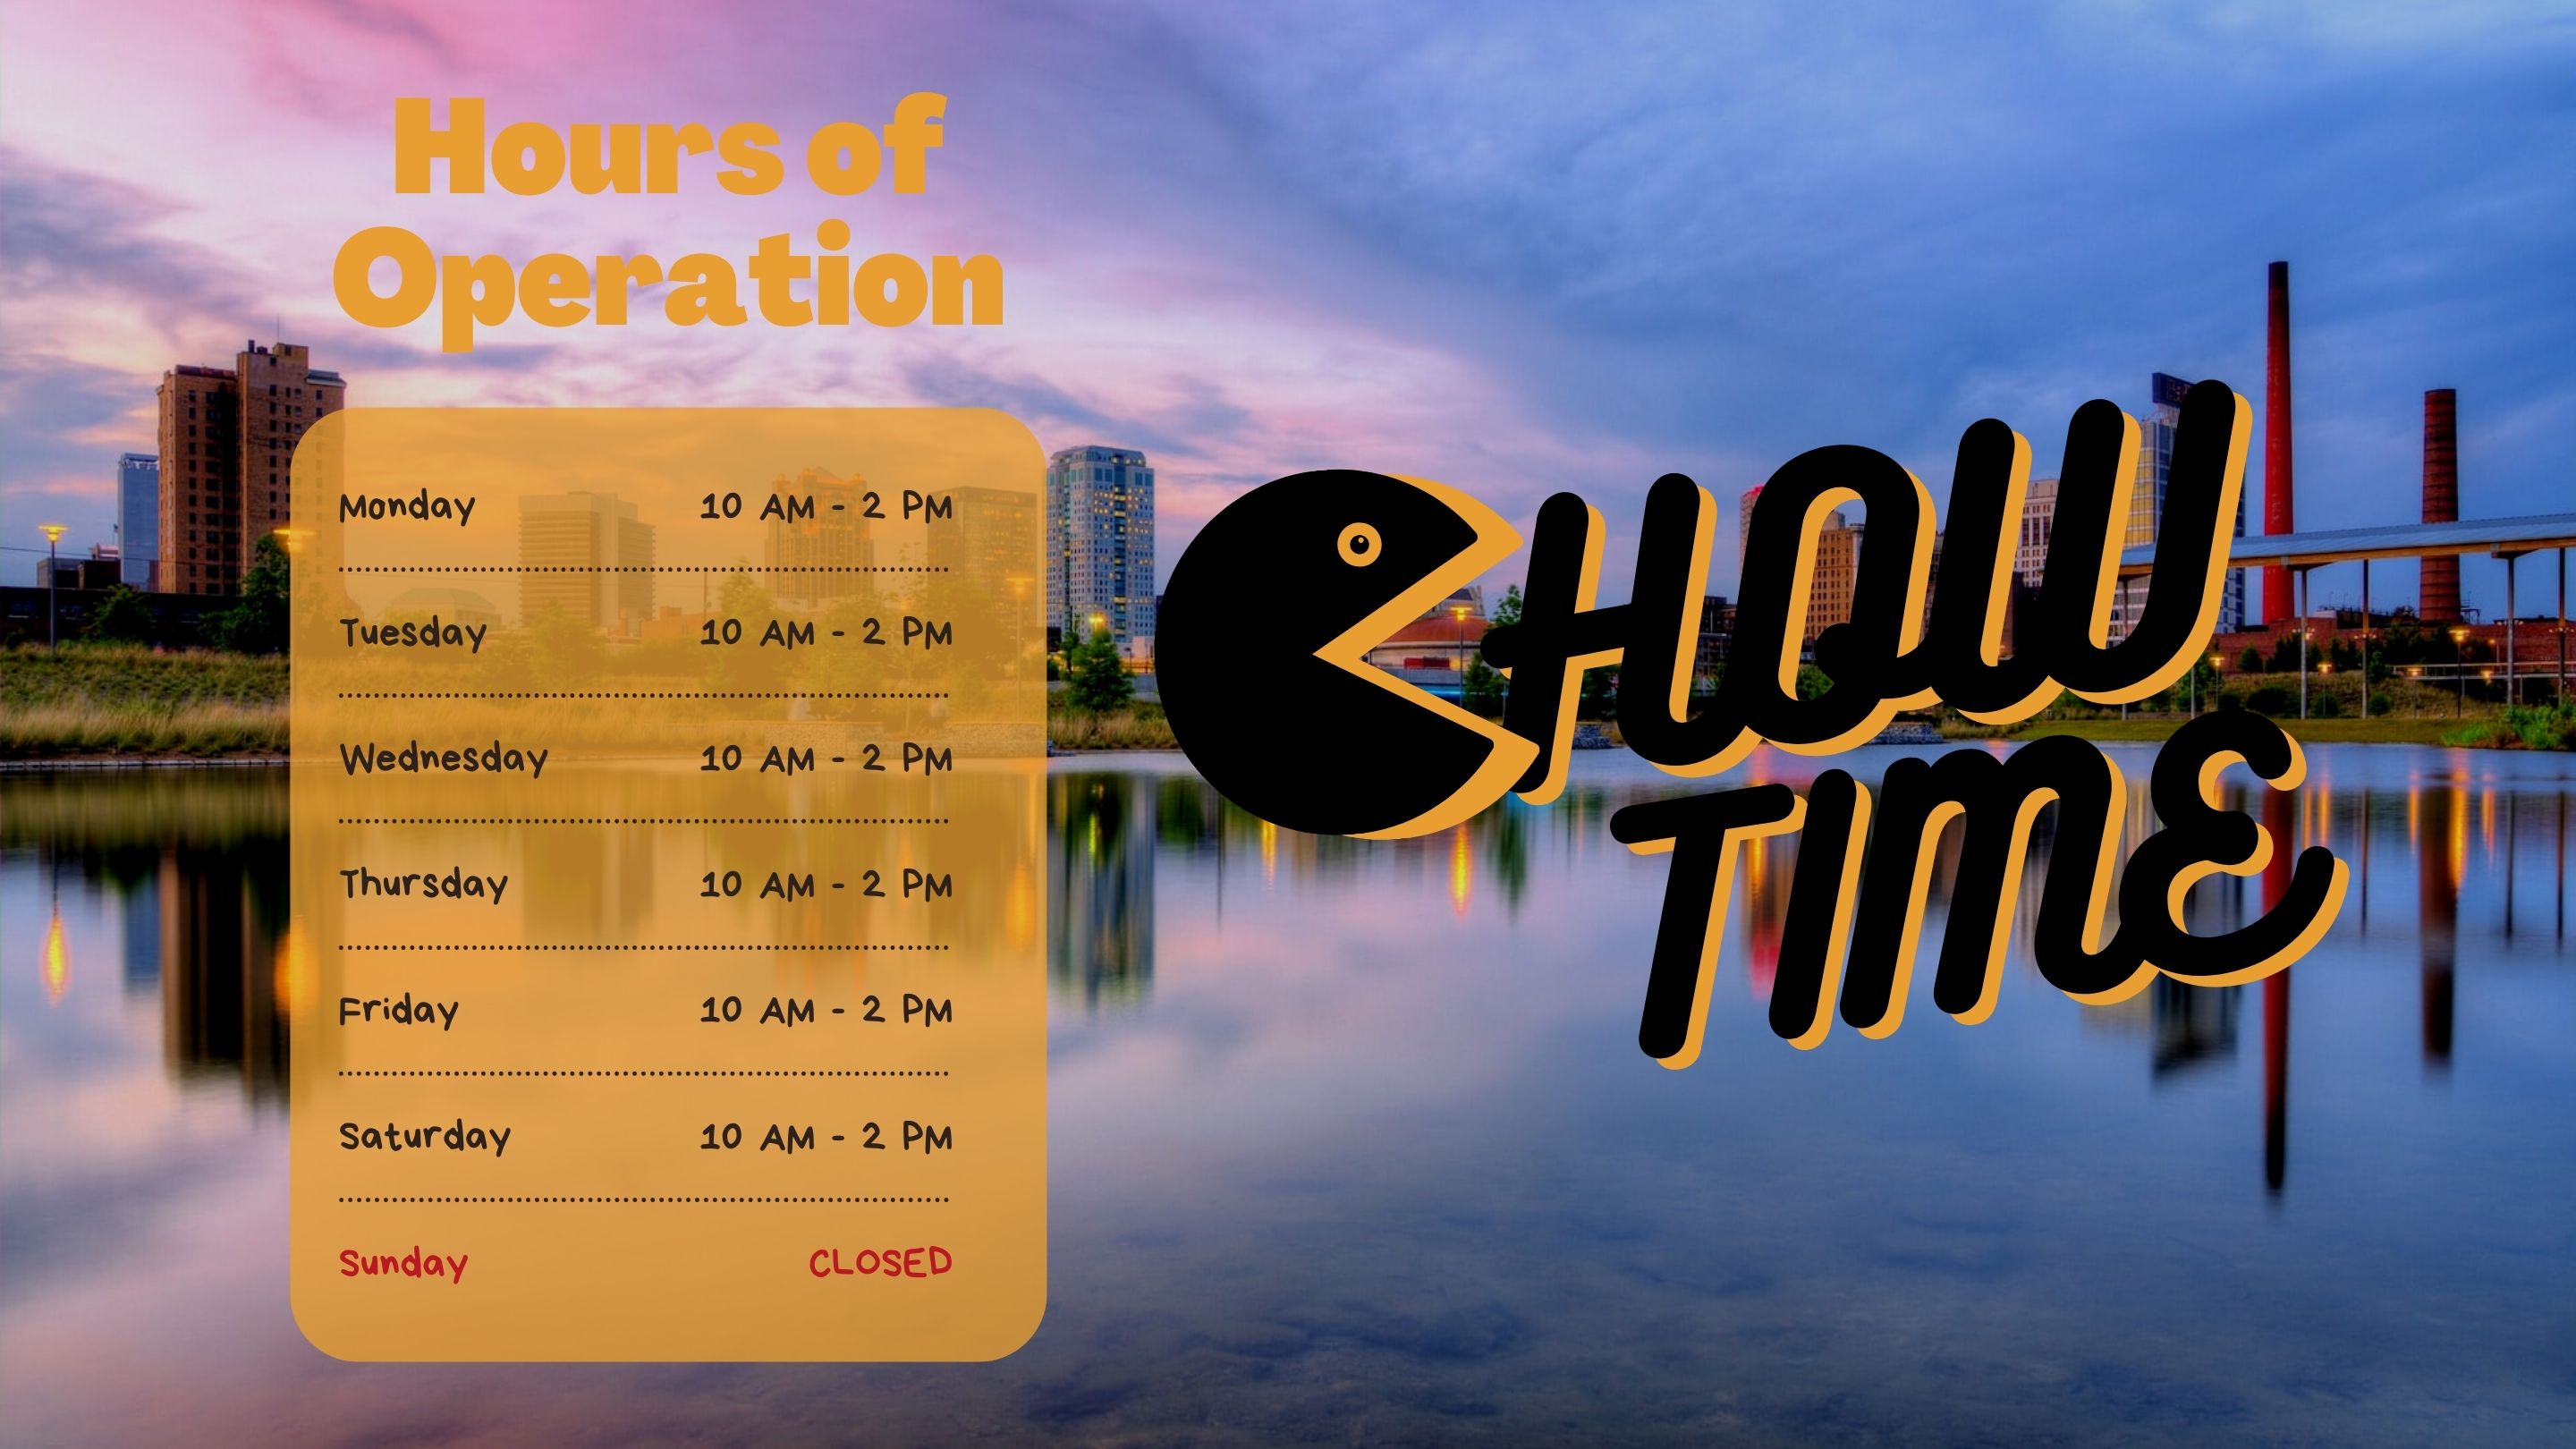 Hours of
Operation
Monday 10 AM - 2 PM
Tuesday 10 AM - 2 PM
Wednesday 10 AM - 2 PM
Thursday 10 AM - 2 PM
Friday 10 AM - 2 PM
Saturday 10 AM - 2 PM
Sunday CLOSED
CHOW
TIME